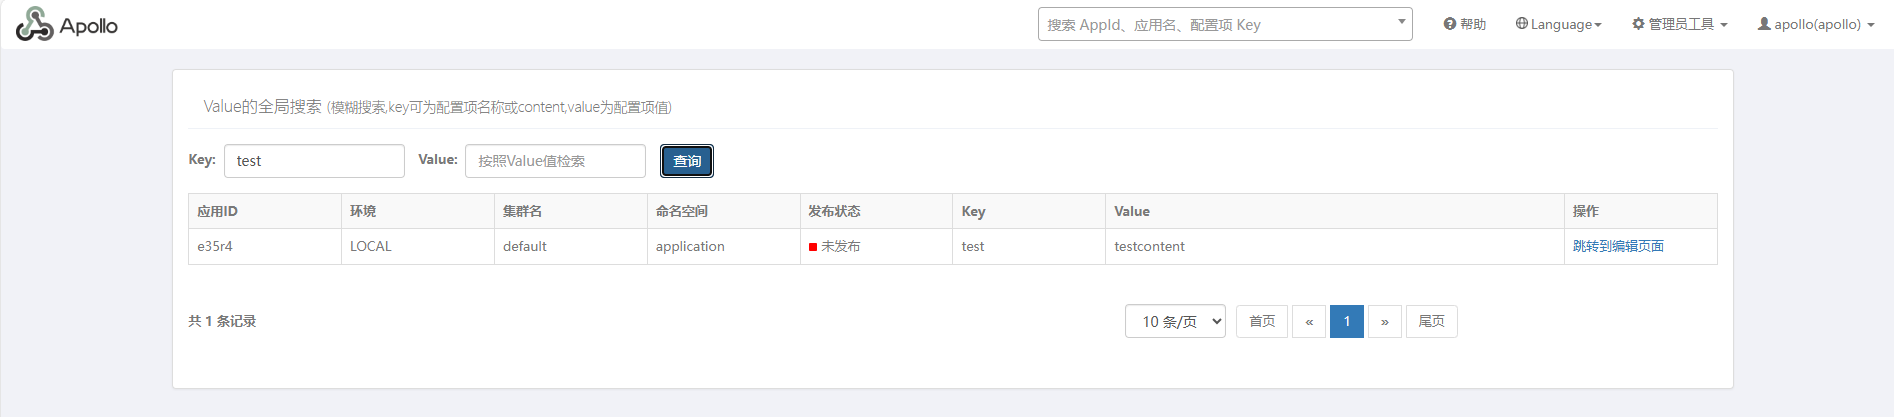 Apollo 搜索 AppId、应用名、配置项 Key 帮助 Language 管理员工具 apollo(apollo)
Value的全局搜索 (模糊搜索,key可为配置项名称或content,value为配置项值)
Key: test Value: 按照Value值检索 查询
应用ID 环境 集群名 命名空间 发布状态 Key Value 操作
e35r4 LOCAL default application 未发布 test testcontent 跳转到编辑页面
共 1 条记录 10 条/页 首页 « 1 » 尾页